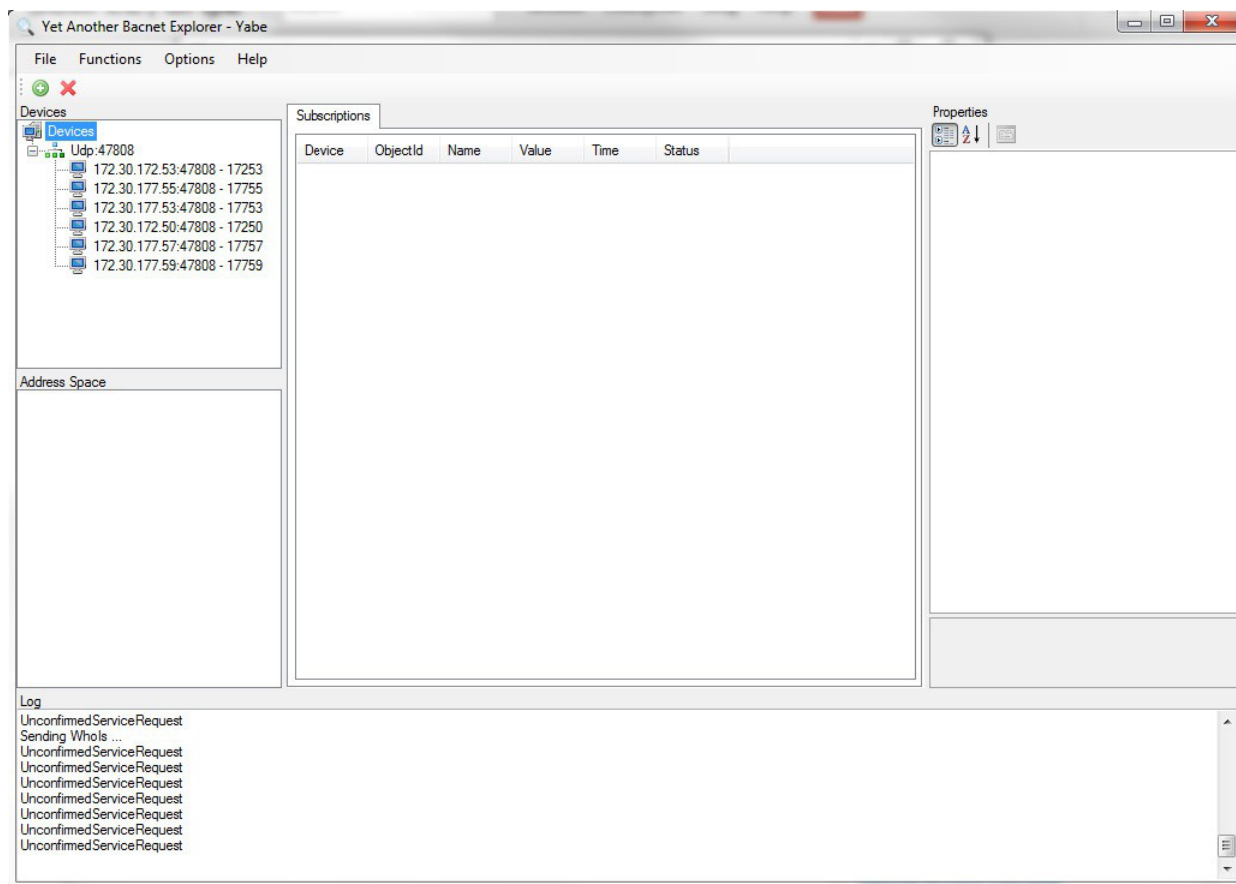 Yet Another Bacnet Explorer - Yabe
File Functions Options Help
Devices
Devices
Udp:47808
172.30.172.53:47808 - 17253
172.30.177.55:47808 - 17755
172.30.177.53:47808 - 17753
172.30.172.50:47808 - 17250
172.30.177.57:47808 - 17757
172.30.177.59:47808 - 17759
Address Space
Subscriptions
Device ObjectId Name Value Time Status
Properties
Log
UnconfirmedServiceRequest
Sending WhoIs ...
UnconfirmedServiceRequest
UnconfirmedServiceRequest
UnconfirmedServiceRequest
UnconfirmedServiceRequest
UnconfirmedServiceRequest
UnconfirmedServiceRequest
UnconfirmedServiceRequest